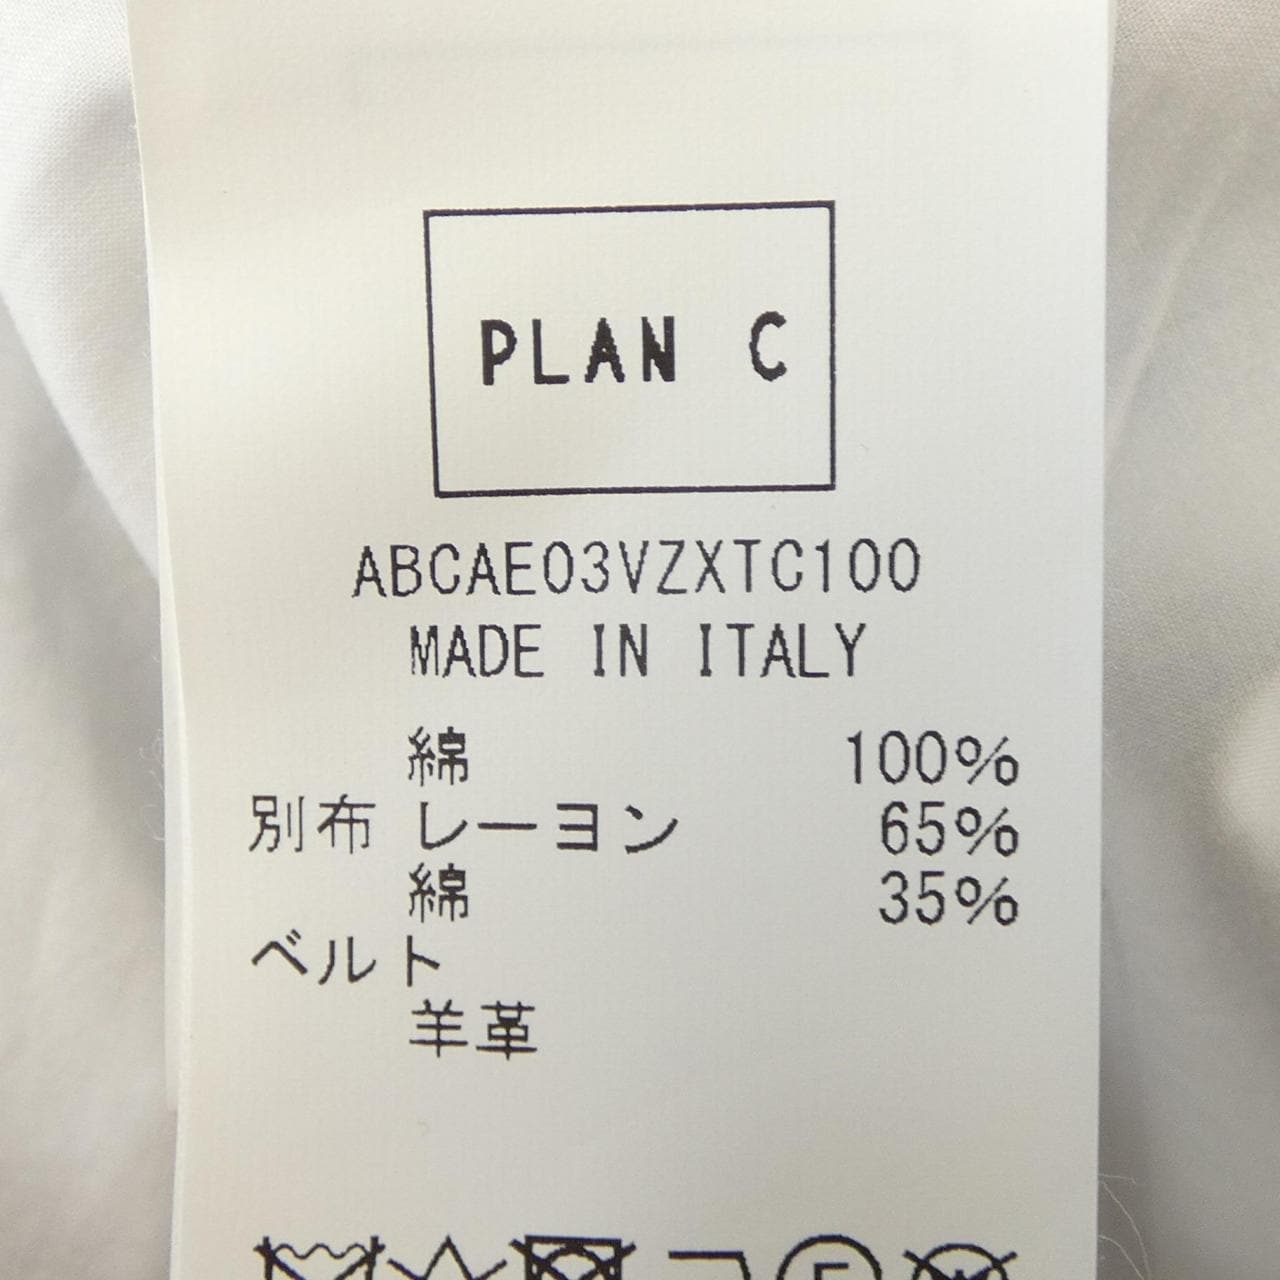 PLAN C
ABCAE03VZXTC100
MADE IN ITALY
綿 100%
別布 レーヨン 65%
綿 35%
ベルト
羊革